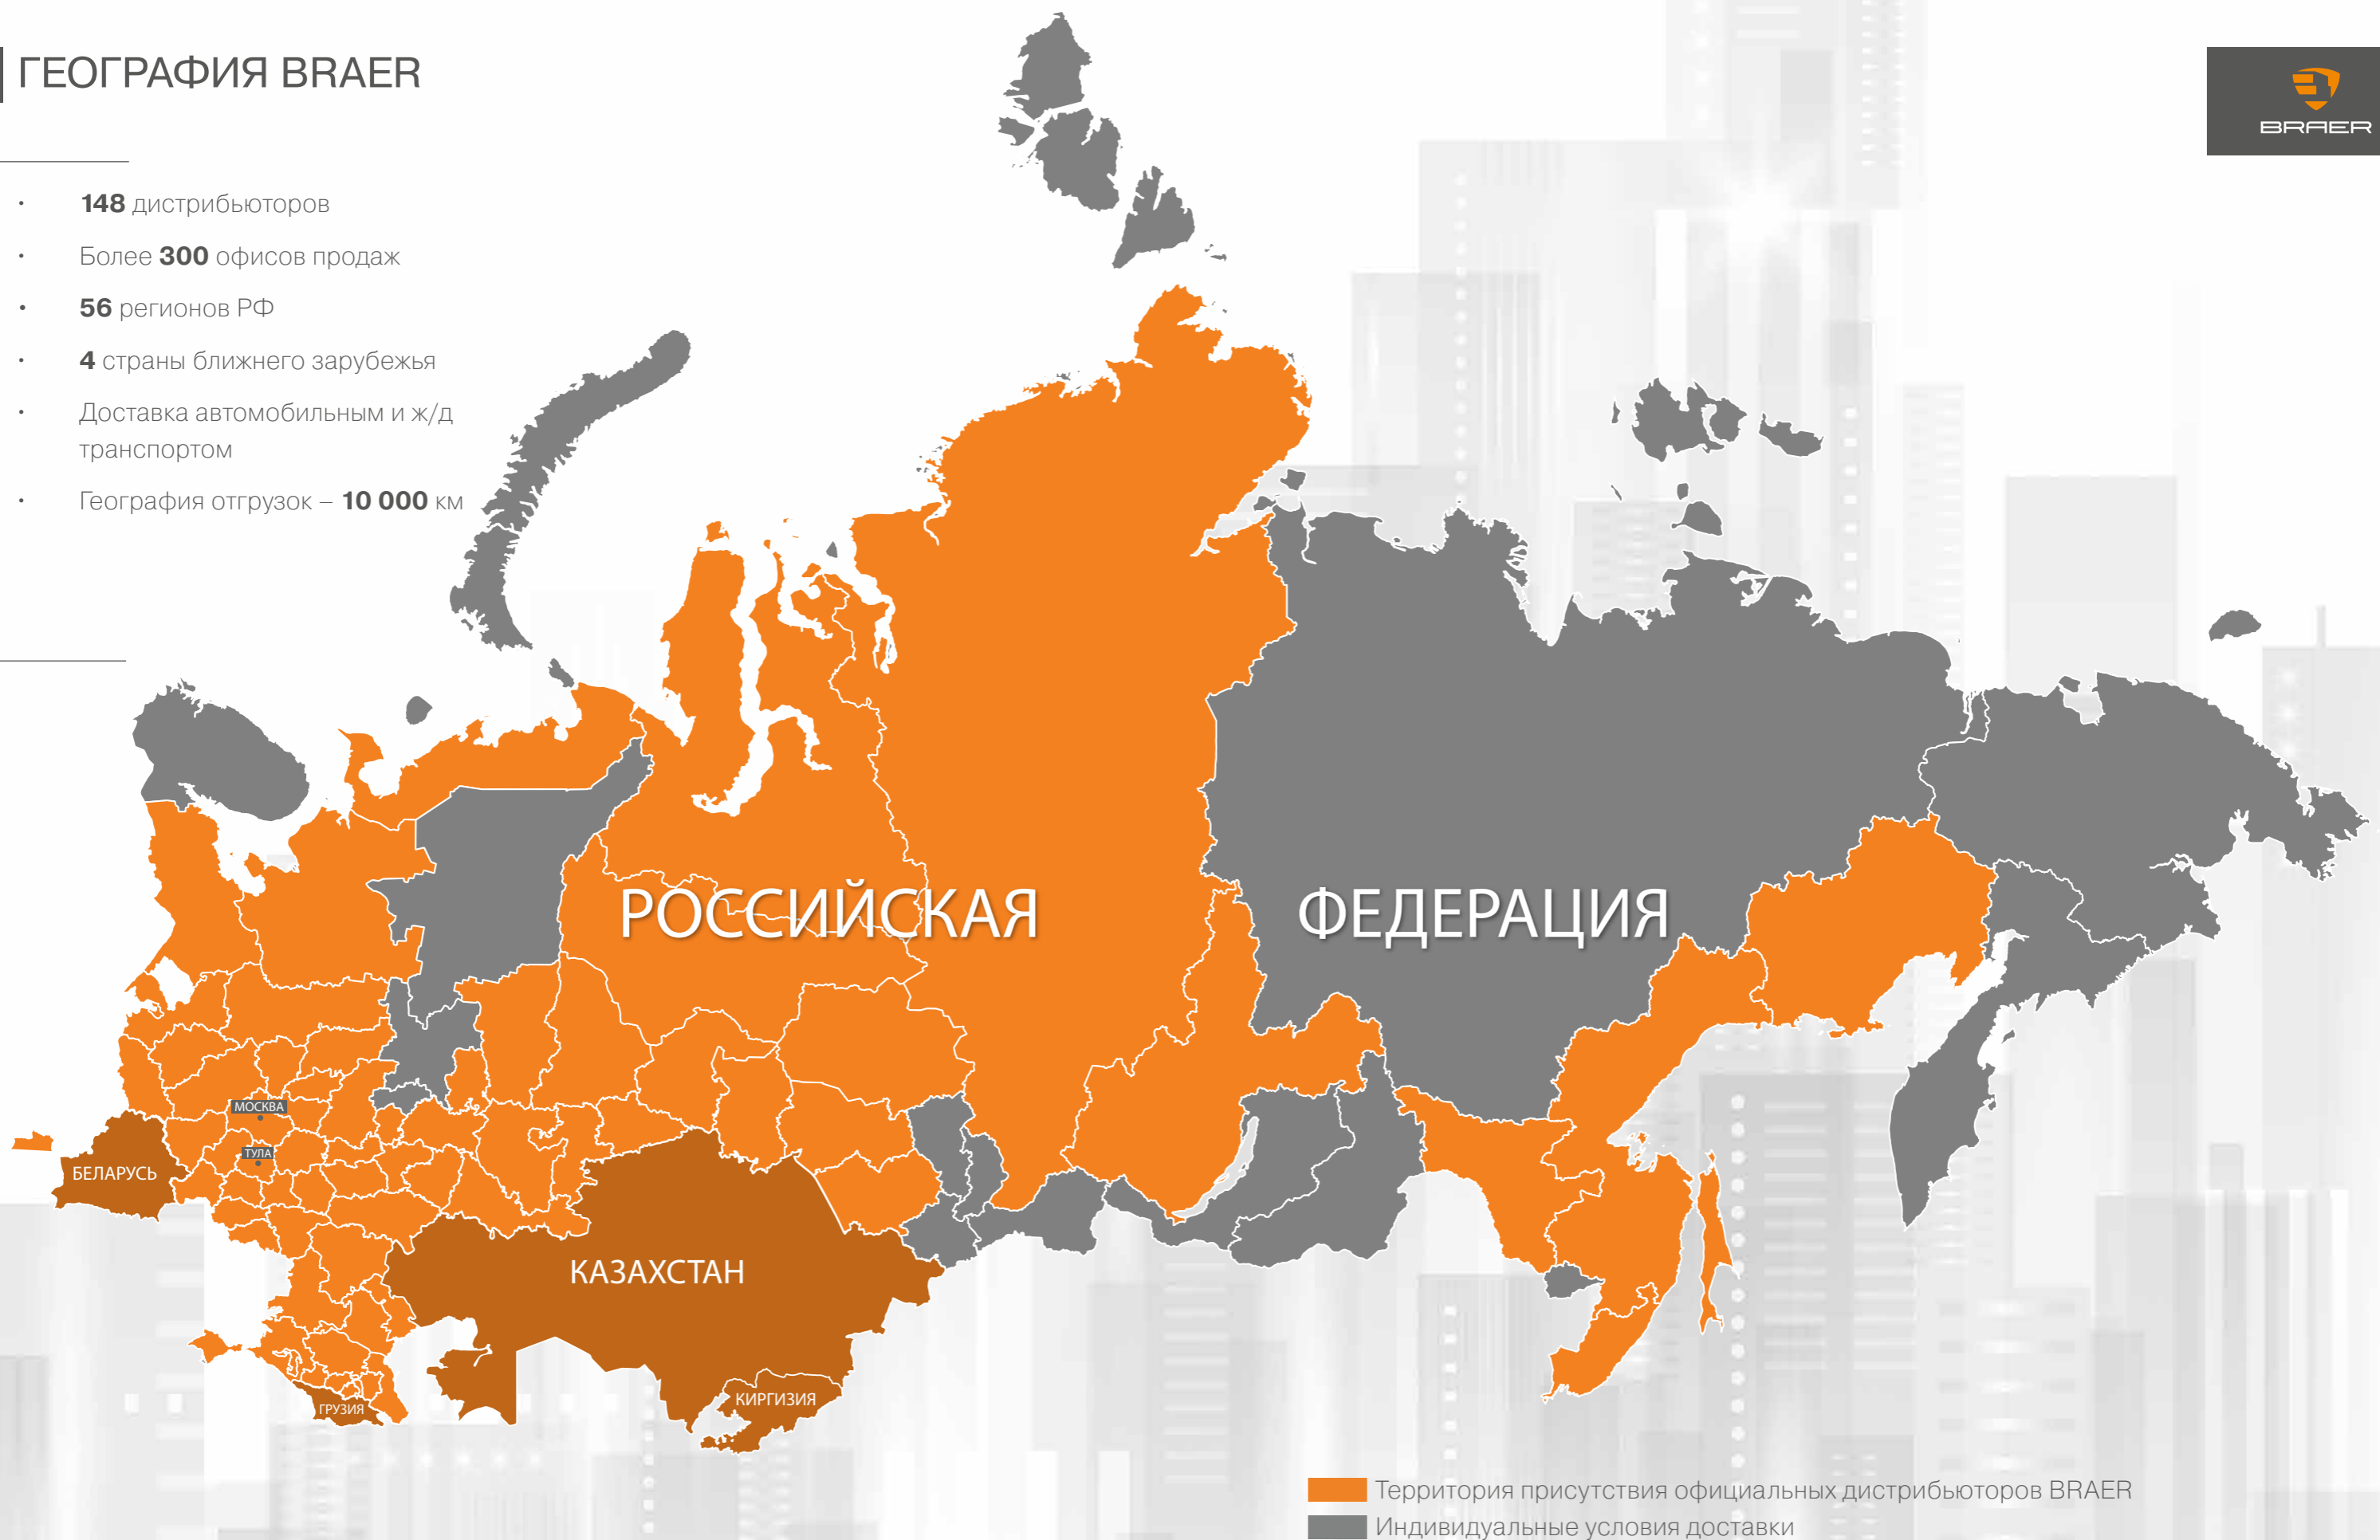 ГЕОГРАФИЯ BRAER
BRAER
• 148 дистрибьюторов
• Более 300 офисов продаж
• 56 регионов РФ
• 4 страны ближнего зарубежья
• Доставка автомобильным и ж/д
транспортом
• География отгрузок – 10 000 км
РОССИЙСКАЯ ФЕДЕРАЦИЯ
МОСКВА
ТУЛА
БЕЛАРУСЬ
КАЗАХСТАН
КИРГИЗИЯ
ГРУЗИЯ
Территория присутствия официальных дистрибьюторов BRAER
Индивидуальные условия доставки